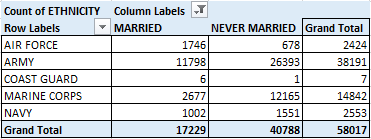 Count of ETHNICITY Column Labels
Row Labels MARRIED NEVER MARRIED Grand Total
AIR FORCE 1746 678 2424
ARMY 11798 26393 38191
COAST GUARD 6 1 7
MARINE CORPS 2677 12165 14842
NAVY 1002 1551 2553
Grand Total 17229 40788 58017